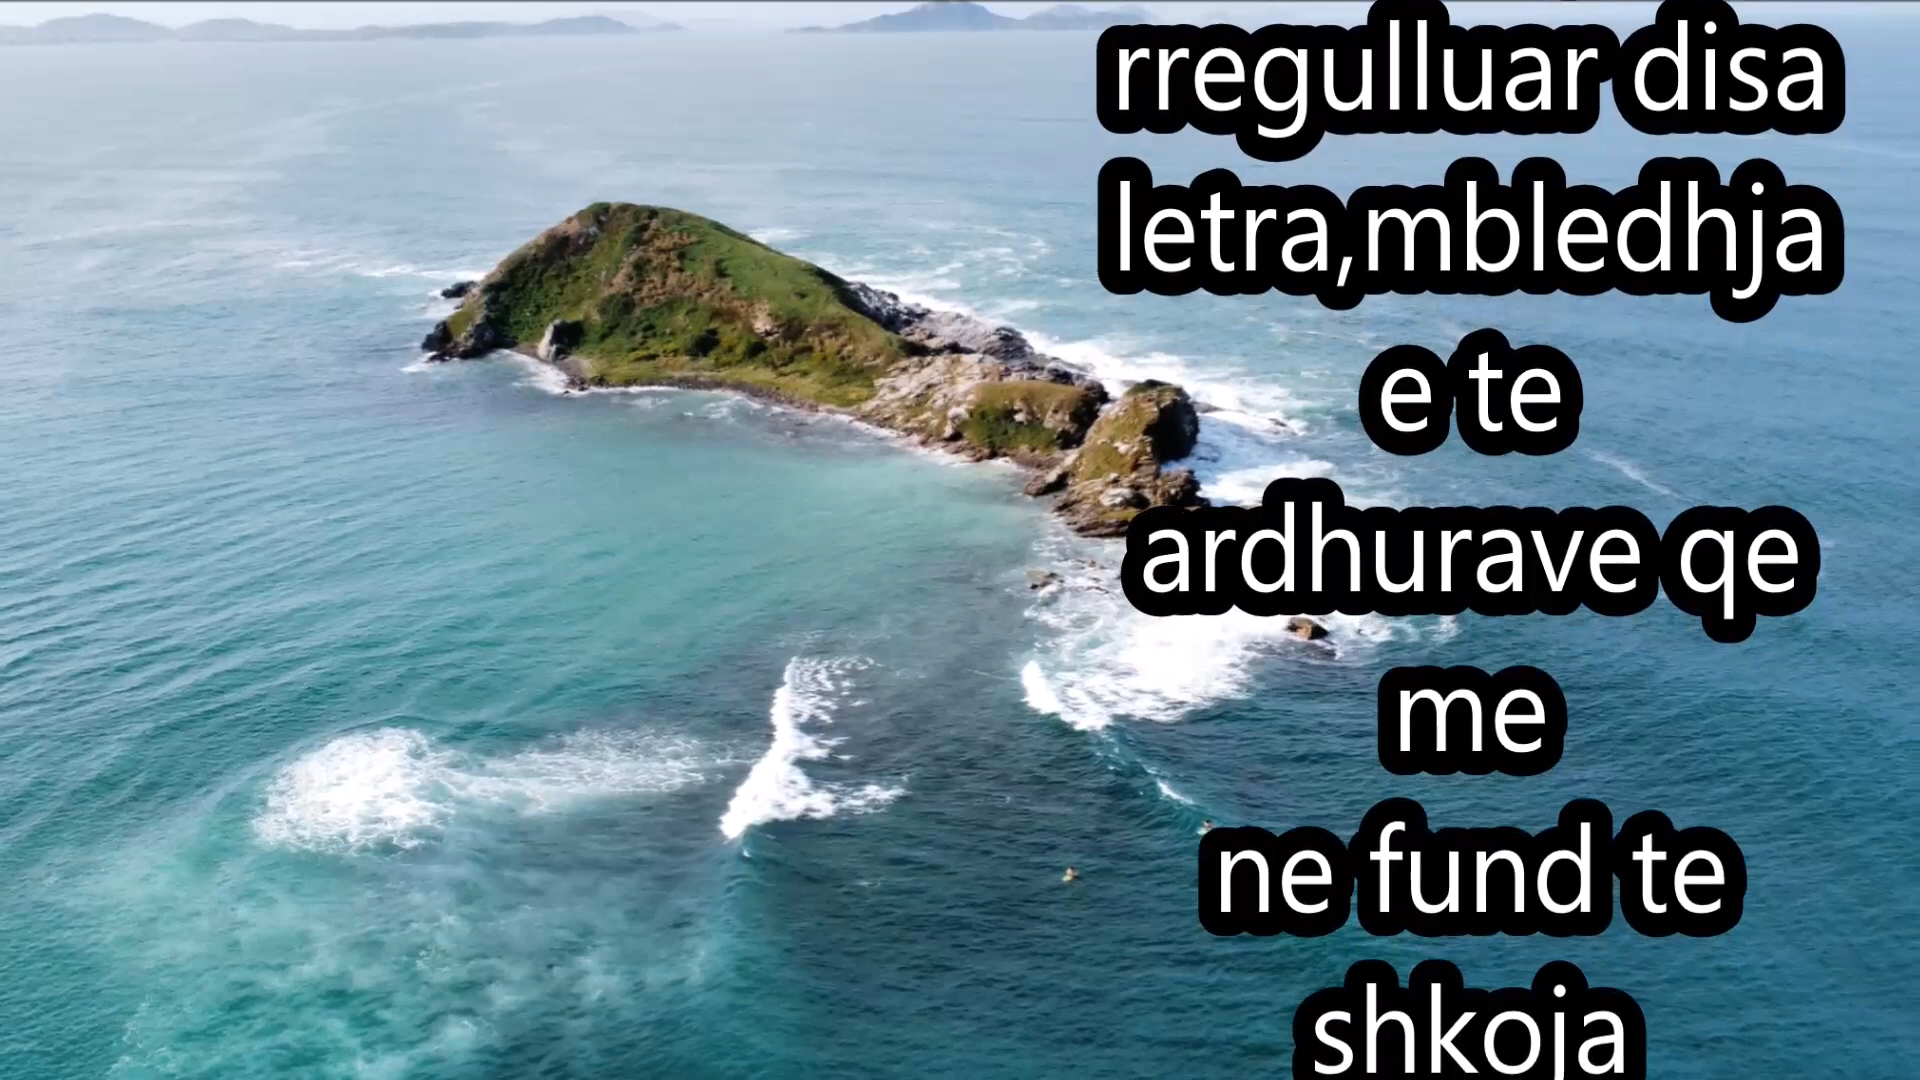 rregulluar disa
letra,mbledhja
e te
ardhurave qe
me
ne fund te
shkoja